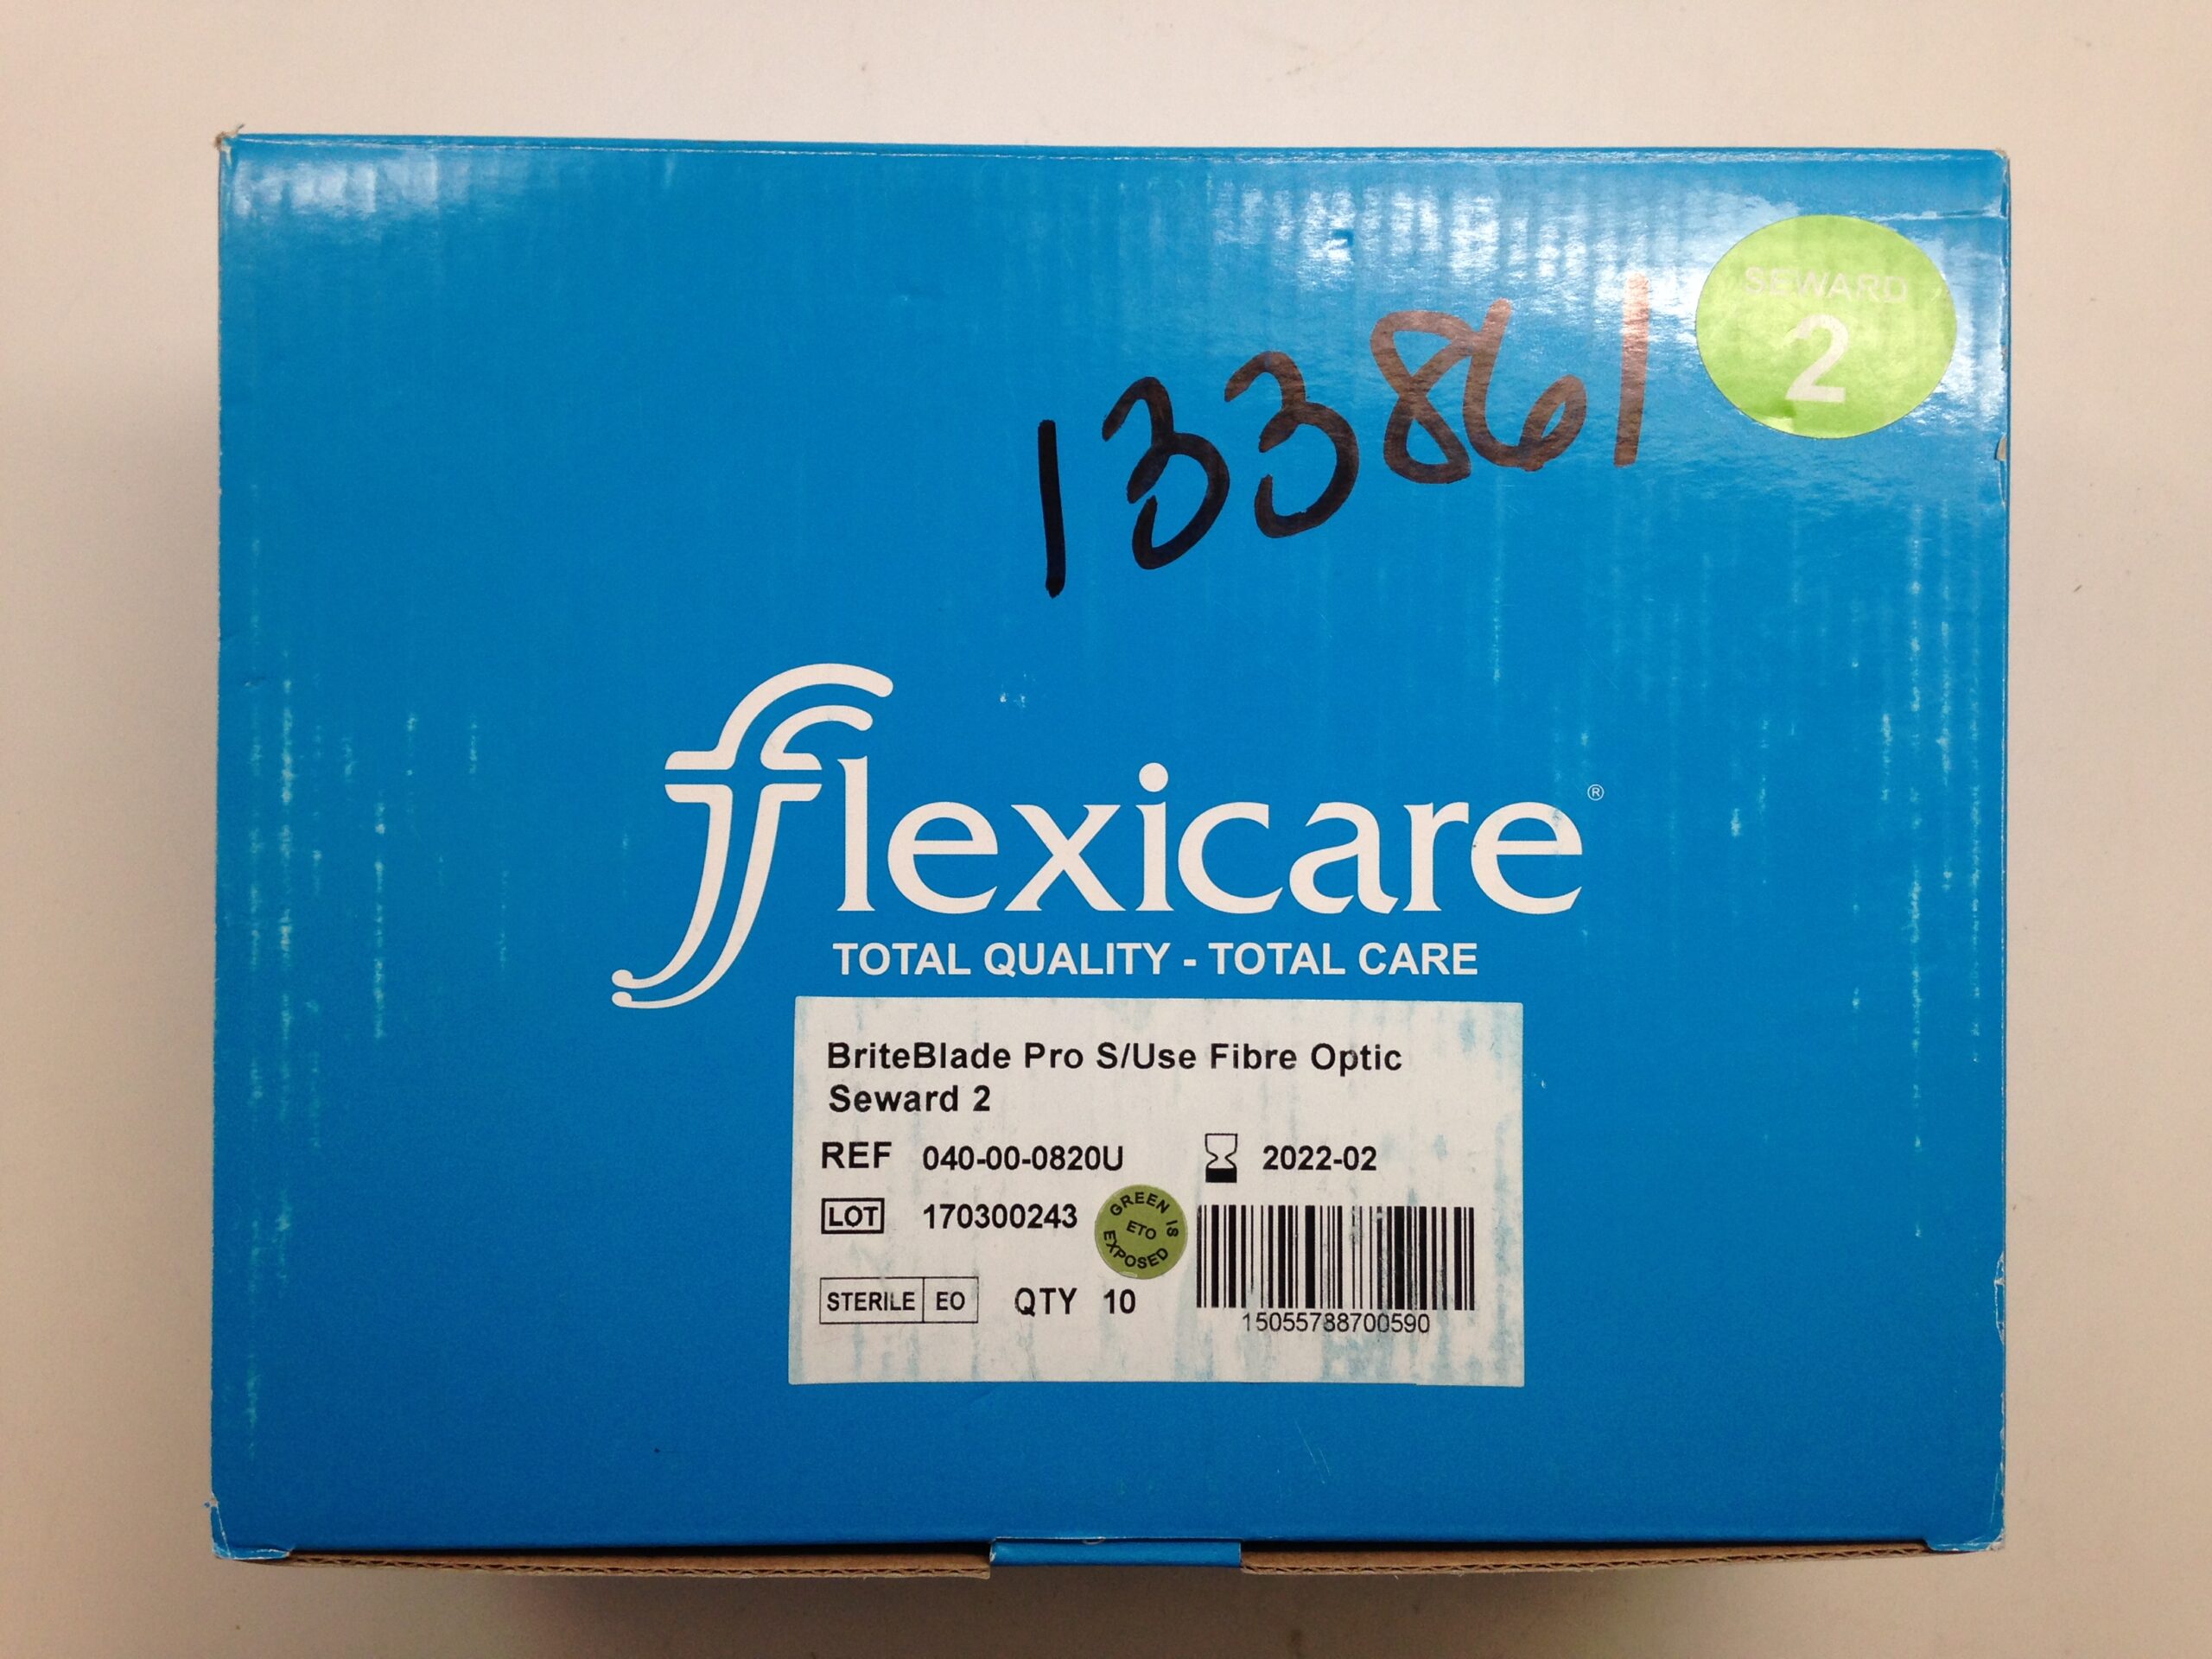 SEWARD
2
133861
flexicare®
TOTAL QUALITY - TOTAL CARE
BriteBlade Pro S/Use Fibre Optic
Seward 2
REF 040-00-0820U 2022-02
LOT 170300243
GREEN IS
ETO
EXPOSED
STERILE EO QTY 10
15055788700590